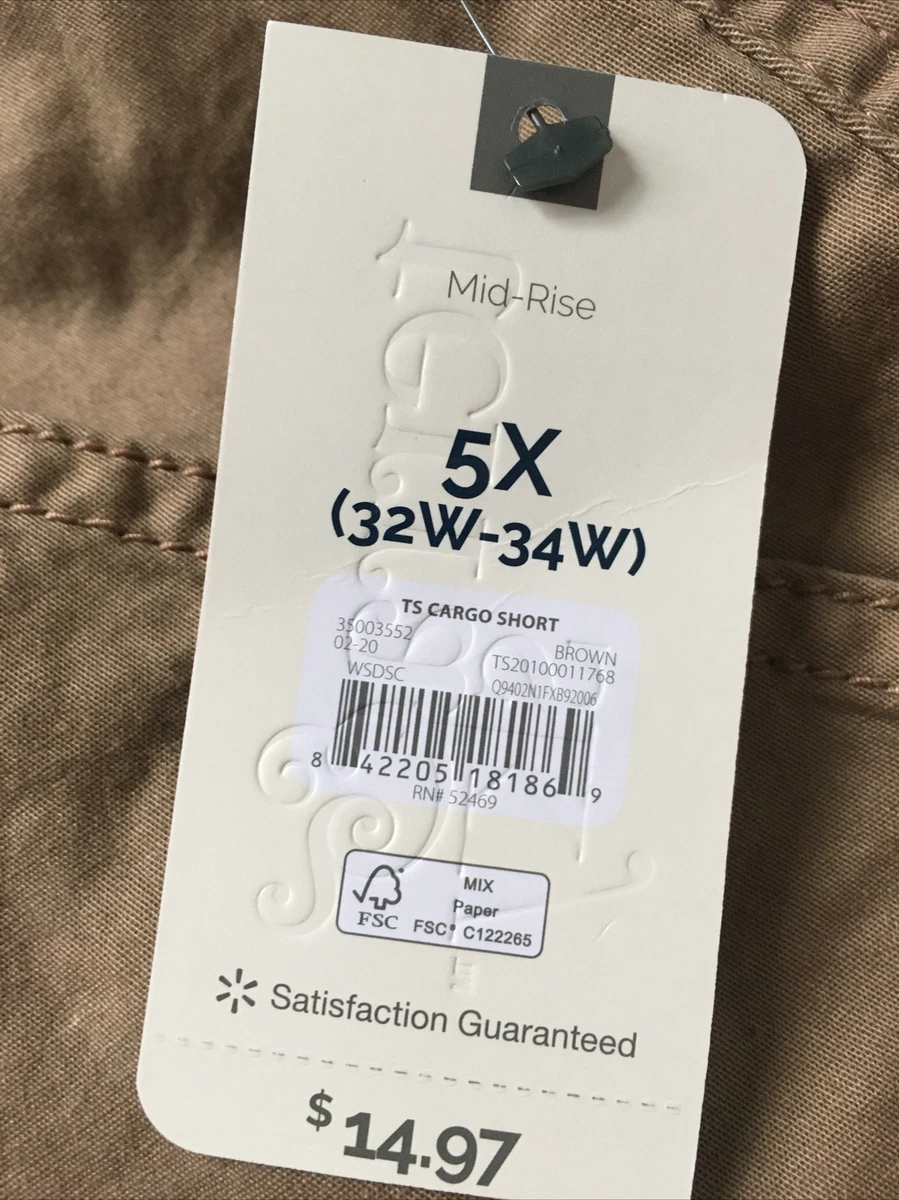 Mid-Rise
5X
(32W-34W)
TS CARGO SHORT
35003552
BROWN
02-20
TS20100011768
WSDSC
Q9402N1FXB92006
8 42205 18186 9
RN# 52469
MIX
Paper
FSC
FSC® C122265
Satisfaction Guaranteed
$14.97